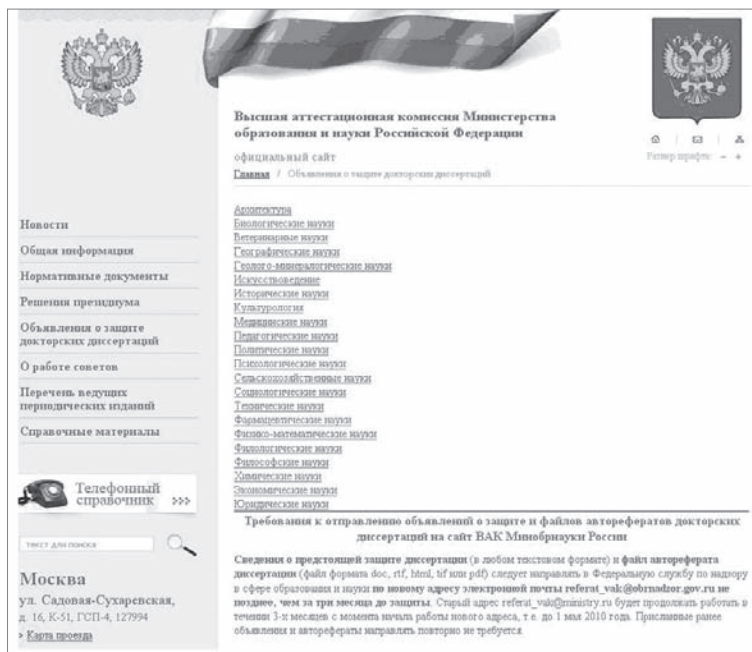 Высшая аттестационная комиссия Министерства
образования и науки Российской Федерации
официальный сайт
Размер шрифта: - +
Главная / Объявления о защите докторских диссертаций
Новости
Общая информация
Нормативные документы
Решения президиума
Объявления о защите
докторских диссертаций
О работе советов
Перечень ведущих
периодических изданий
Справочные материалы
Телефонный
справочник >>>
текст для поиска
Москва
ул. Садовая-Сухаревская,
д. 16, К-51, ГСП-4, 127994
Карта проезда
Архитектура
Биологические науки
Ветеринарные науки
Географические науки
Геолого-минералогические науки
Искусствоведение
Исторические науки
Культурология
Медицинские науки
Педагогические науки
Политические науки
Психологические науки
Сельскохозяйственные науки
Социологические науки
Технические науки
Фармацевтические науки
Физико-математические науки
Филологические науки
Философские науки
Химические науки
Экономические науки
Юридические науки
Требования к отправлению объявлений о защите и файлов авторефератов докторских
диссертаций на сайт ВАК Минобрнауки России
Сведения о предстоящей защите диссертации (в любом текстовом формате) и файл автореферата
диссертации (файл формата doc, rtf, html, tif или pdf) следует направлять в Федеральную службу по надзору
в сфере образования и науки по новому адресу электронной почты referat_vak@obrnadzor.gov.ru не
позднее, чем за три месяца до защиты. Старый адрес referat_vak@ministry.ru будет продолжать работать в
течении 3-х месяцев с момента начала работы нового адреса, т.е. до 1 мая 2010 года. Присланные ранее
объявления и авторефераты направлять повторно не требуется.